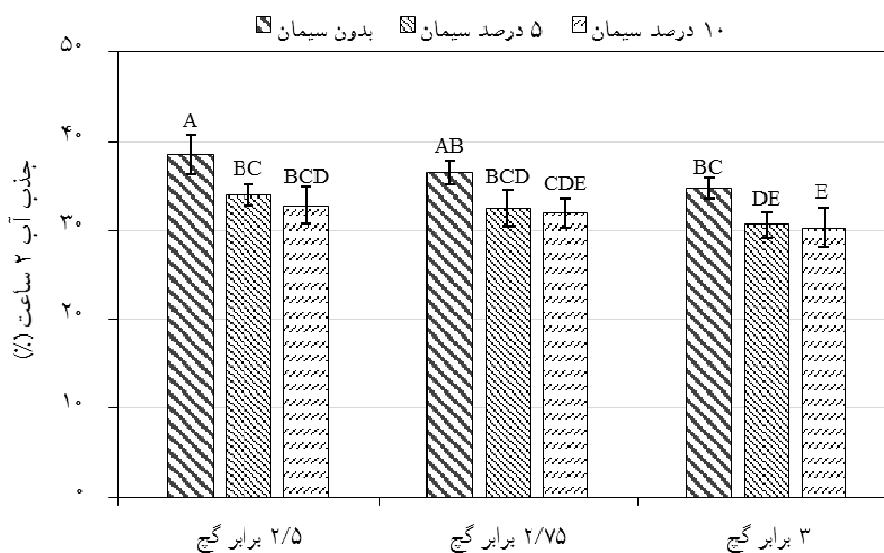 بدون سیمان ۵ درصد سیمان ۱۰ درصد سیمان
۵۰
۴۰
۳۰
۲۰
۱۰
۰
جذب آب ۲ ساعت (%)
A
BC
BCD
AB
BCD
CDE
BC
DE
E
۲/۵ برابر گچ
۲/۷۵ برابر گچ
۳ برابر گچ